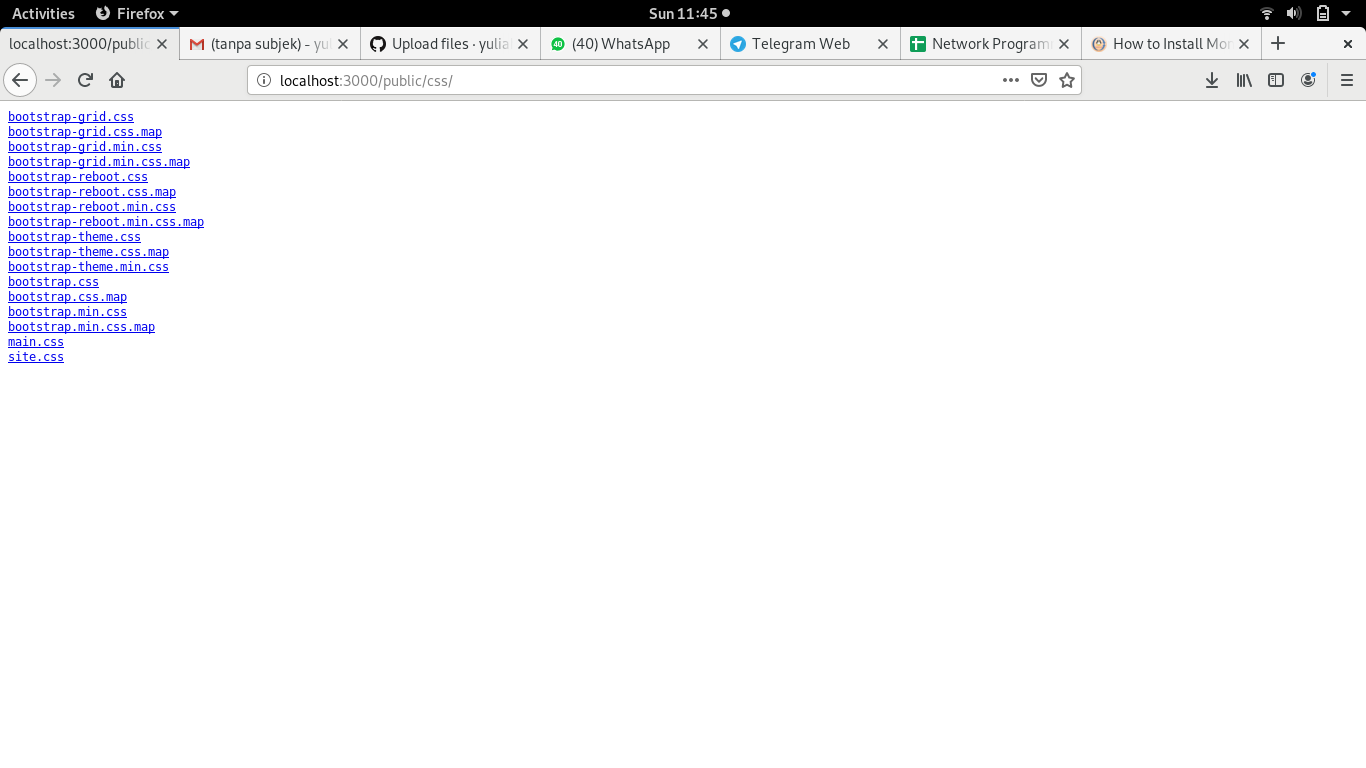 Activities Firefox Sun 11:45
localhost:3000/public (tanpa subjek) – yul Upload files · yulia (40) WhatsApp Telegram Web Network Program How to Install Mon
localhost:3000/public/css/
bootstrap-grid.css
bootstrap-grid.css.map
bootstrap-grid.min.css
bootstrap-grid.min.css.map
bootstrap-reboot.css
bootstrap-reboot.css.map
bootstrap-reboot.min.css
bootstrap-reboot.min.css.map
bootstrap-theme.css
bootstrap-theme.css.map
bootstrap-theme.min.css
bootstrap.css
bootstrap.css.map
bootstrap.min.css
bootstrap.min.css.map
main.css
site.css